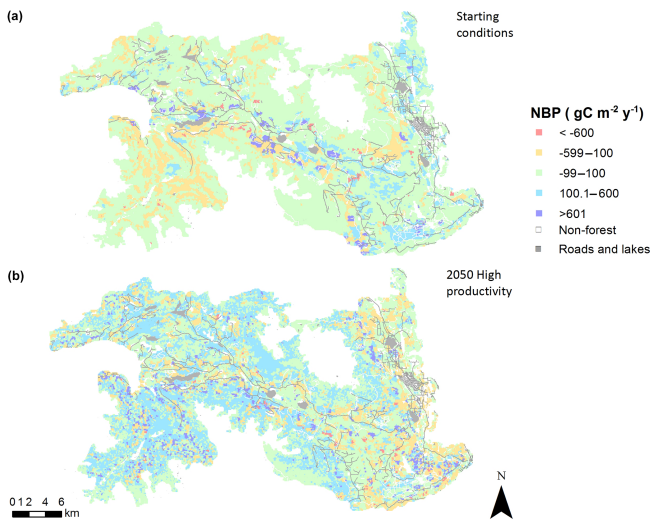 (a)
Starting
conditions
NBP ( gC m⁻² y⁻¹)
< -600
-599—100
-99—100
100.1—600
>601
Non-forest
Roads and lakes
(b)
2050 High
productivity
N
0 1 2 4 6
km